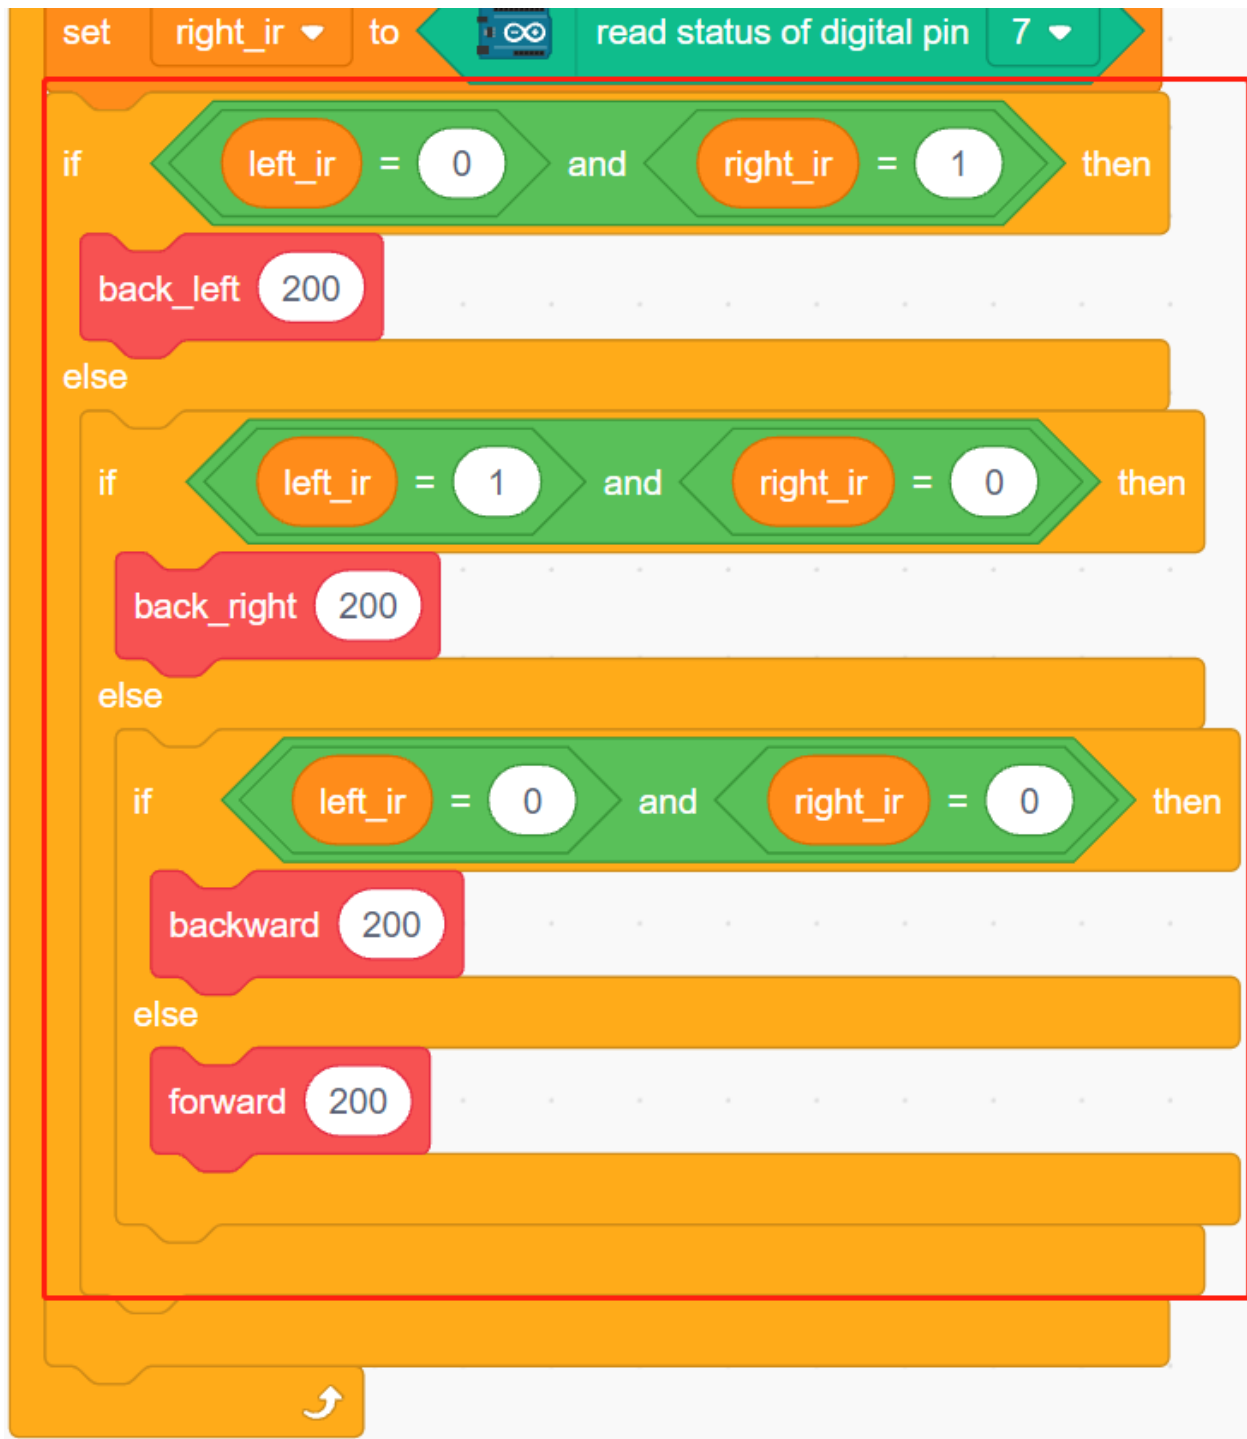 set right_ir to read status of digital pin 7
if left_ir = 0 and right_ir = 1 then
back_left 200
else
if left_ir = 1 and right_ir = 0 then
back_right 200
else
if left_ir = 0 and right_ir = 0 then
backward 200
else
forward 200